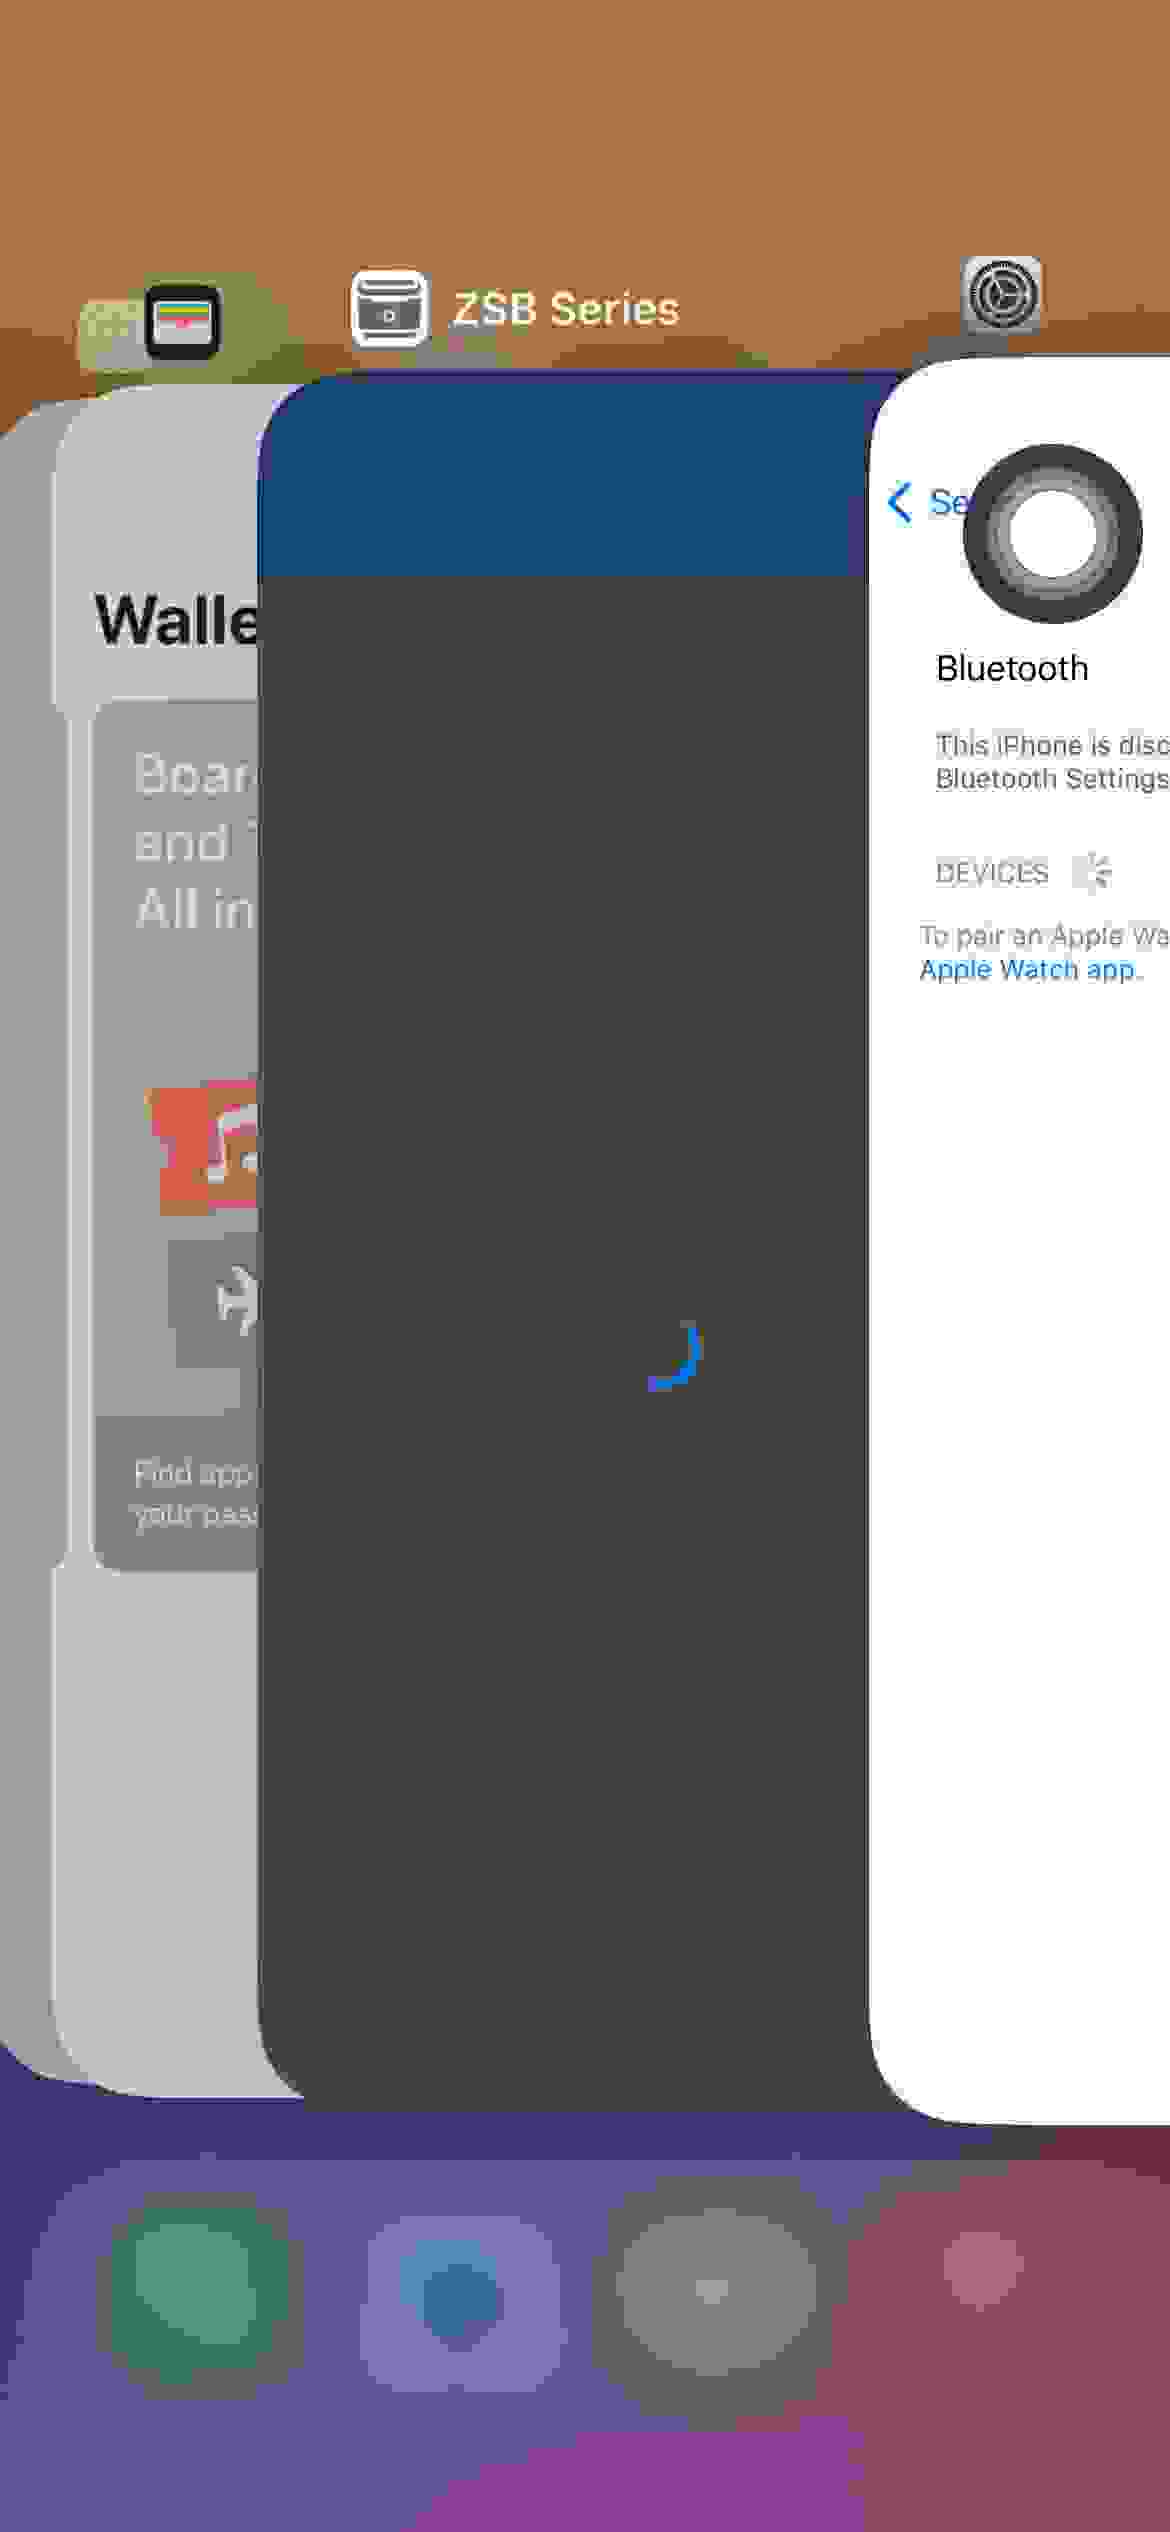 ZSB Series
Se
Walle
Bluetooth
This iPhone is disc
Bluetooth Settings
Boar
and
All in
DEVICES
To pair an Apple Wa
Apple Watch app.
Find app
your pass